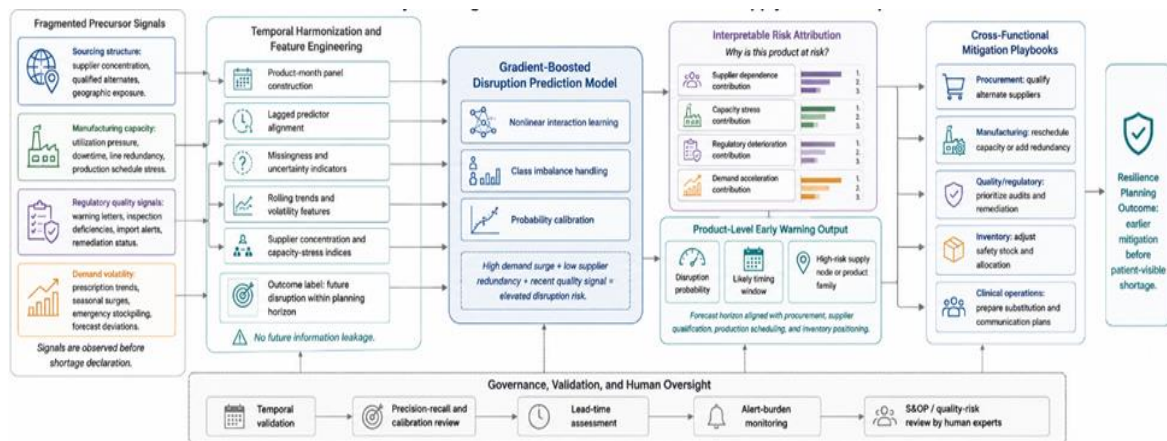 Fragmented Precursor Signals
Sourcing structure:
supplier concentration,
qualified alternates,
geographic exposure.
Manufacturing capacity:
utilization pressure,
downtime, line redundancy,
production schedule stress.
Regulatory quality signals:
warning letters, inspection
deficiencies, import alerts,
remediation status.
Demand volatility:
prescription trends,
seasonal surges,
emergency stockpiling,
forecast deviations.
Signals are observed before
shortage declaration.
Temporal Harmonization and
Feature Engineering
Product-month panel
construction
Lagged predictor
alignment
Missingness and
uncertainty indicators
Rolling trends and
volatility features
Supplier concentration and
capacity-stress indices
Outcome label: future
disruption within planning
horizon
No future information leakage.
Gradient-Boosted
Disruption Prediction Model
Nonlinear interaction learning
Class imbalance handling
Probability calibration
High demand surge + low supplier
redundancy + recent quality signal =
elevated disruption risk.
Interpretable Risk Attribution
Why is this product at risk?
Supplier dependence
contribution
1.
2.
3.
Capacity stress
contribution
1.
2.
3.
Regulatory deterioration
contribution
1.
2.
3.
Demand acceleration
contribution
1.
2.
3.
Product-Level Early Warning Output
Disruption
probability
Likely timing
window
High-risk supply
node or product
family
Forecast horizon aligned with procurement, supplier
qualification, production scheduling, and inventory positioning.
Cross-Functional
Mitigation Playbooks
Procurement: qualify
alternate suppliers
Manufacturing: reschedule
capacity or add redundancy
Quality/regulatory:
prioritize audits and
remediation
Inventory: adjust
safety stock and
allocation
Clinical operations:
prepare substitution and
communication plans
Resilience
Planning
Outcome:
earlier
mitigation
before
patient-visible
shortage.
Governance, Validation, and Human Oversight
Temporal
validation
Precision-recall and
calibration review
Lead-time
assessment
Alert-burden
monitoring
S&OP / quality-risk
review by human experts